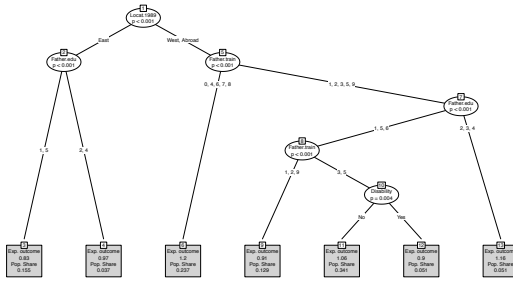 1
Locat.1989
p < 0.001
East
West, Abroad
2
Father.edu
p < 0.001
5
Father.train
p < 0.001
0, 4, 6, 7, 8
1, 2, 3, 5, 9
7
Father.edu
p < 0.001
1, 5, 6
2, 3, 4
8
Father.train
p < 0.001
1, 5
2, 4
1, 2, 9
3, 5
10
Disability
p = 0.004
No
Yes
3
Exp. outcome
0.83
Pop. Share
0.155
4
Exp. outcome
0.97
Pop. Share
0.037
6
Exp. outcome
1.2
Pop. Share
0.237
9
Exp. outcome
0.91
Pop. Share
0.129
11
Exp. outcome
1.06
Pop. Share
0.341
12
Exp. outcome
0.9
Pop. Share
0.051
13
Exp. outcome
1.16
Pop. Share
0.051